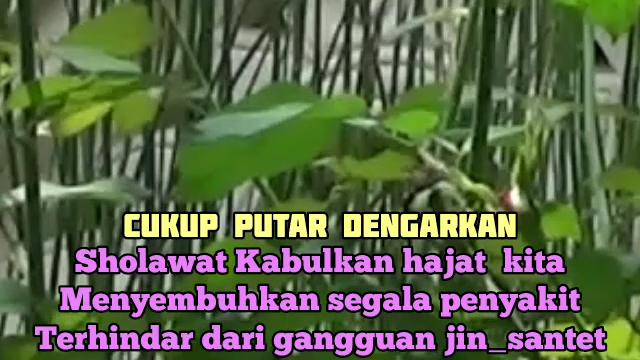 CUKUP PUTAR DENGARKAN
Sholawat Kabulkan hajat kita
Menyembuhkan segala penyakit
Terhindar dari gangguan jin_santet